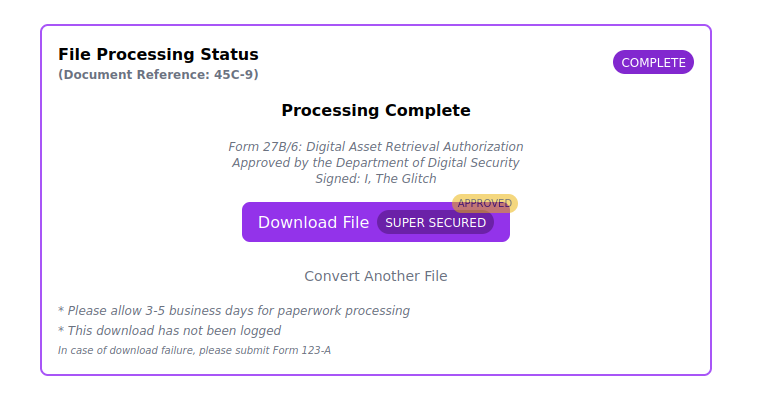 File Processing Status
(Document Reference: 45C-9)
COMPLETE
Processing Complete
Form 27B/6: Digital Asset Retrieval Authorization
Approved by the Department of Digital Security
Signed: I, The Glitch
APPROVED
Download File SUPER SECURED
Convert Another File
* Please allow 3-5 business days for paperwork processing
* This download has not been logged
In case of download failure, please submit Form 123-A